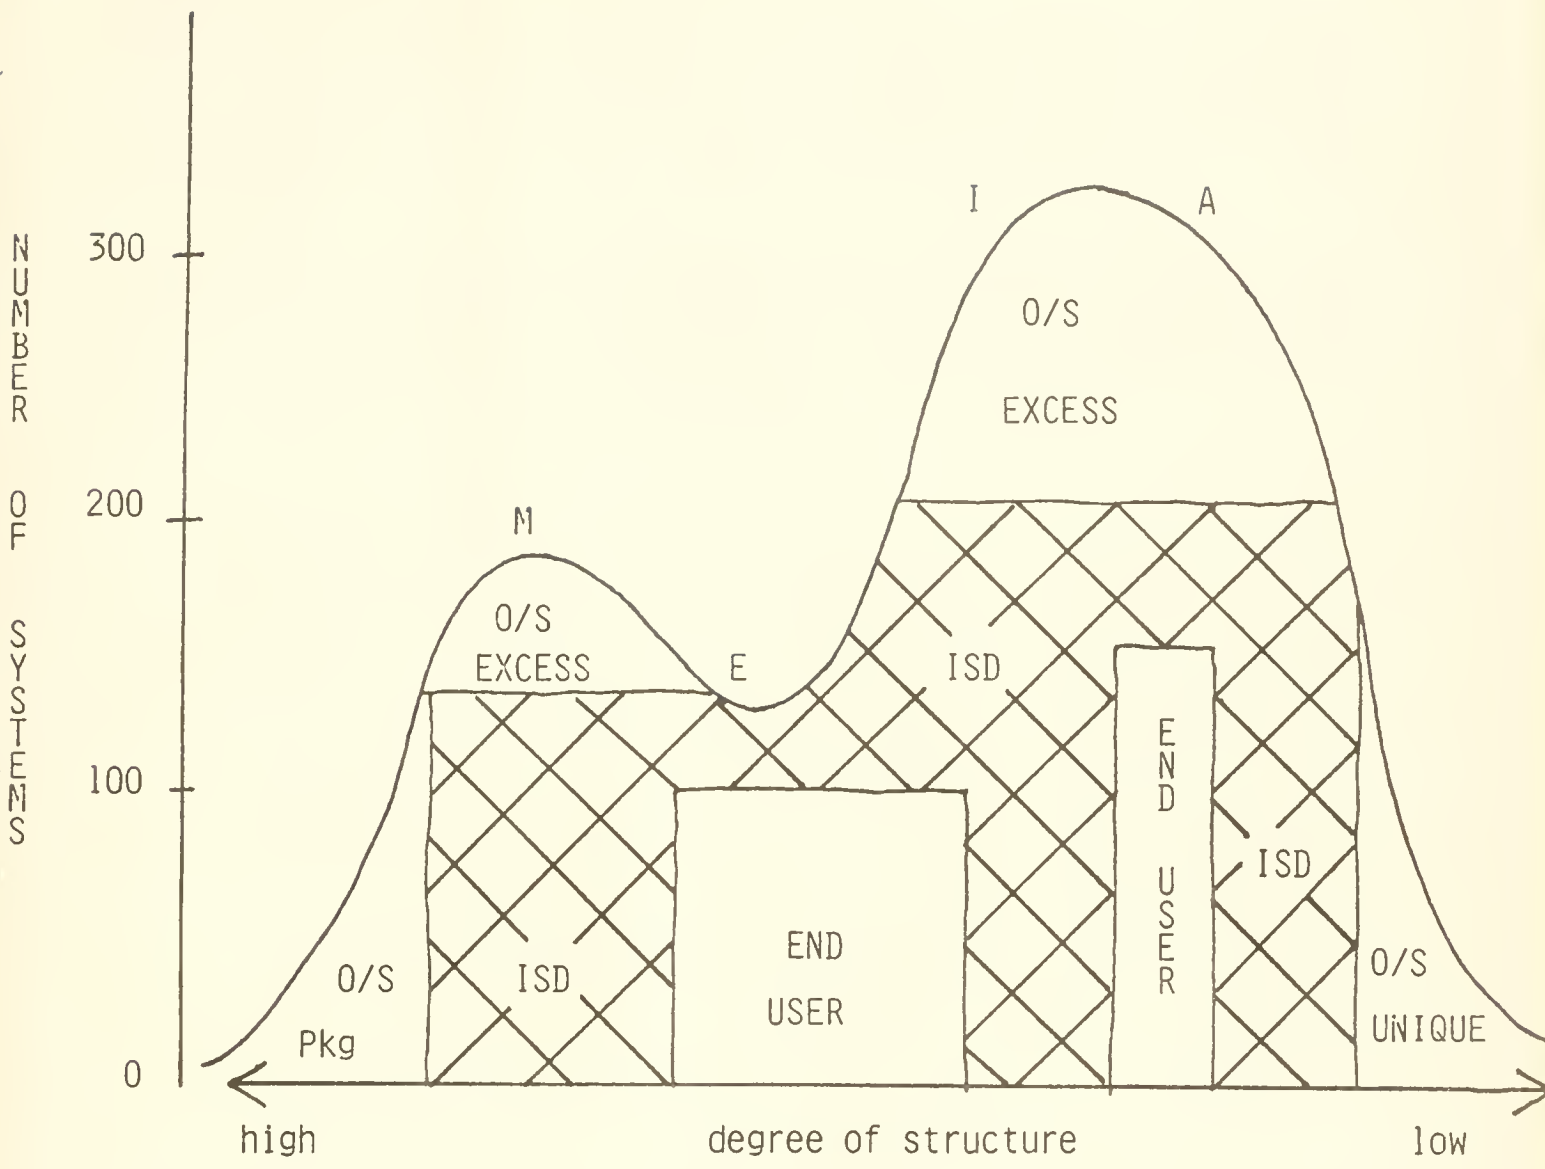 NUMBER OF SYSTEMS
300
200
100
0
M
E
I
A
O/S
EXCESS
O/S
EXCESS
ISD
ISD
ISD
END
USER
END USER
O/S
Pkg
O/S
UNIQUE
high
degree of structure
low